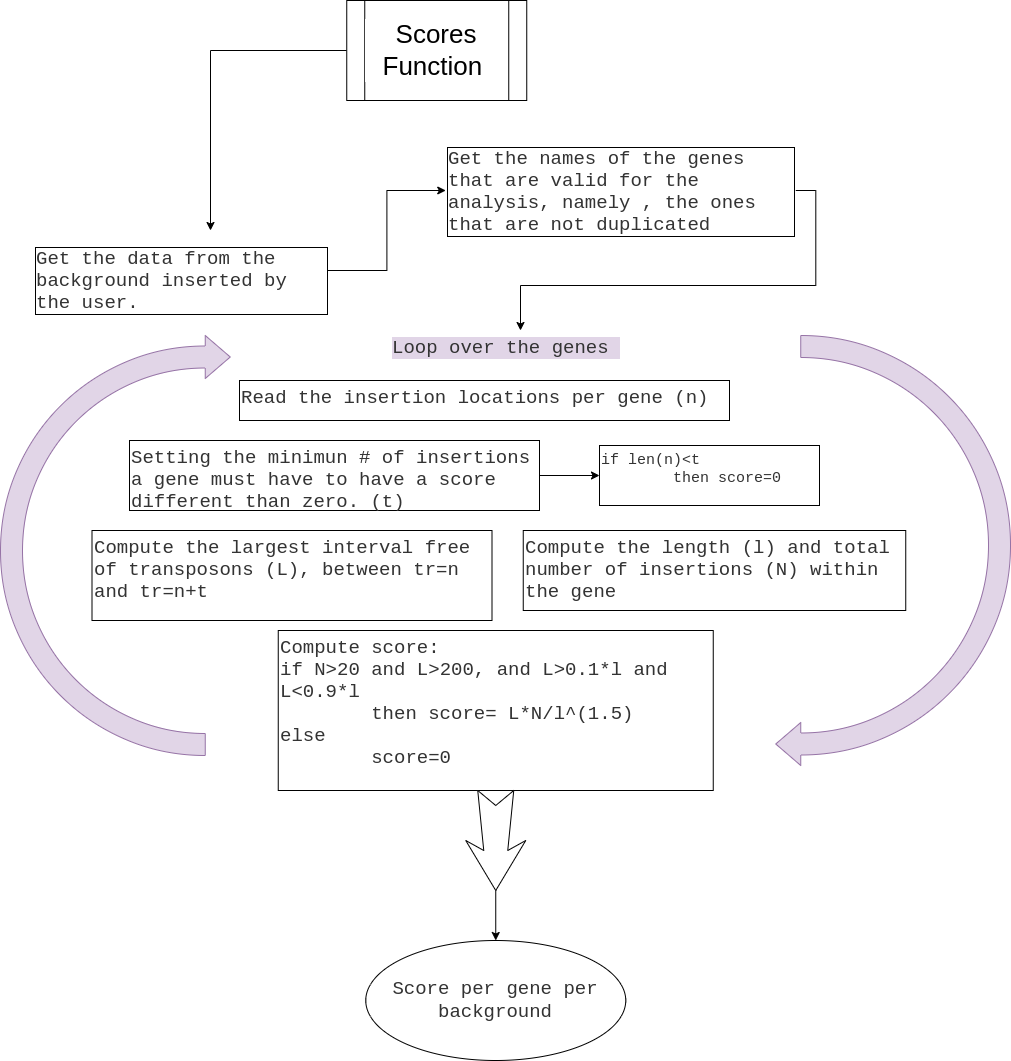 Scores
Function
Get the names of the genes
that are valid for the
analysis, namely , the ones
that are not duplicated
Get the data from the
background inserted by
the user.
Loop over the genes
Read the insertion locations per gene (n)
Setting the minimun # of insertions
a gene must have to have a score
different than zero. (t)
if len(n)<t
then score=0
Compute the largest interval free
of transposons (L), between tr=n
and tr=n+t
Compute the length (l) and total
number of insertions (N) within
the gene
Compute score:
if N>20 and L>200, and L>0.1*l and
L<0.9*l
then score= L*N/l^(1.5)
else
score=0
Score per gene per
background